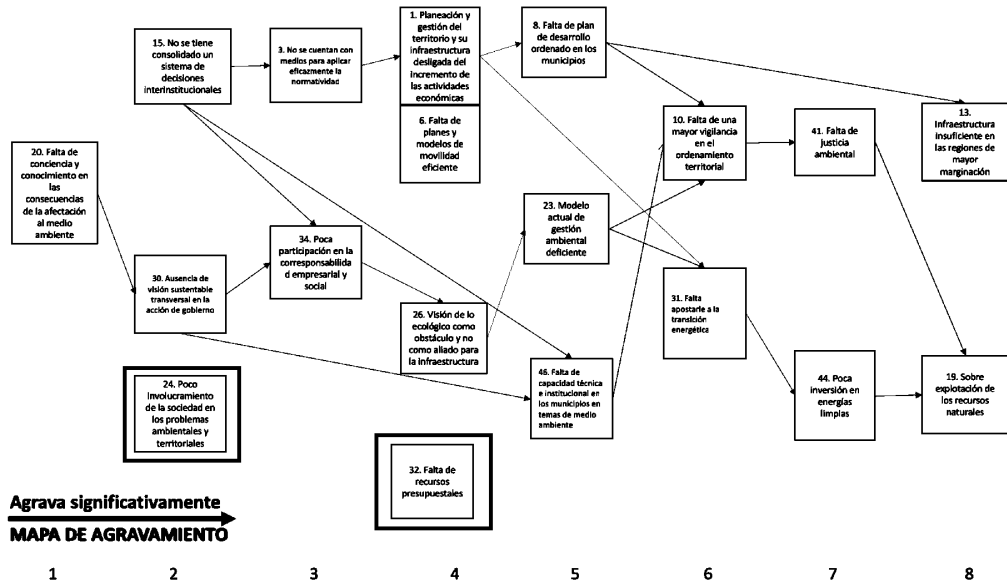 15. No se tiene
consolidado un
sistema de
decisiones
interinstitucionales
3. No se cuentan con
medios para aplicar
eficazmente la
normatividad
1. Planeación y
gestión del
territorio y su
infraestructura
desligada del
incremento de
las actividades
económicas
6. Falta de
planes y
modelos de
movilidad
eficiente
8. Falta de plan
de desarrollo
ordenado en los
municipios
10. Falta de una
mayor vigilancia
en el
ordenamiento
territorial
41. Falta de
justicia
ambiental
13.
Infraestructura
insuficiente en
las regiones de
mayor
marginación
20. Falta de
conciencia y
conocimiento en
las
consecuencias
de la afectación
al medio
ambiente
30. Ausencia de
visión sustentable
transversal en la
acción de gobierno
34. Poca
participación en la
corresponsabilida
d empresarial y
social
23. Modelo
actual de
gestión
ambiental
deficiente
26. Visión de lo
ecológico como
obstáculo y no
como aliado para
la infraestructura
31. Falta
apostarle a la
transición
energética
46. Falta de
capacidad técnica
e institucional en
los municipios en
temas de medio
ambiente
44. Poca
inversión en
energías
limpias
19. Sobre
explotación de
los recursos
naturales
24. Poco
involucramiento
de la sociedad en
los problemas
ambientales y
territoriales
32. Falta de
recursos
presupuestales
Agrava significativamente
MAPA DE AGRAVAMIENTO
1 2 3 4 5 6 7 8